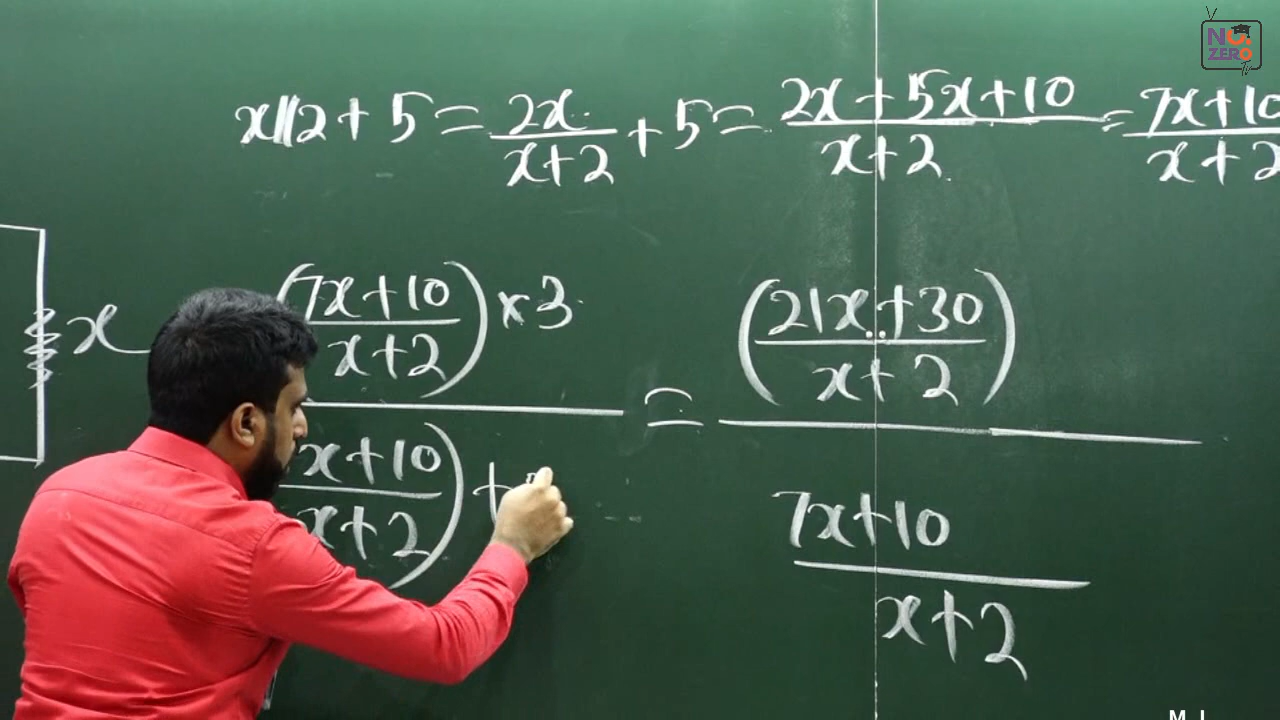 NO. ZERO TV
x||2 + 5 = 2x/(x+2) + 5 = (2x + 5x + 10)/(x+2) = (7x+10)/(x+2)
x
((7x+10)/(x+2)) × 3 = ((21x+30)/(x+2))
(x+10)/(x+2)) +
(7x+10)/(x+2)